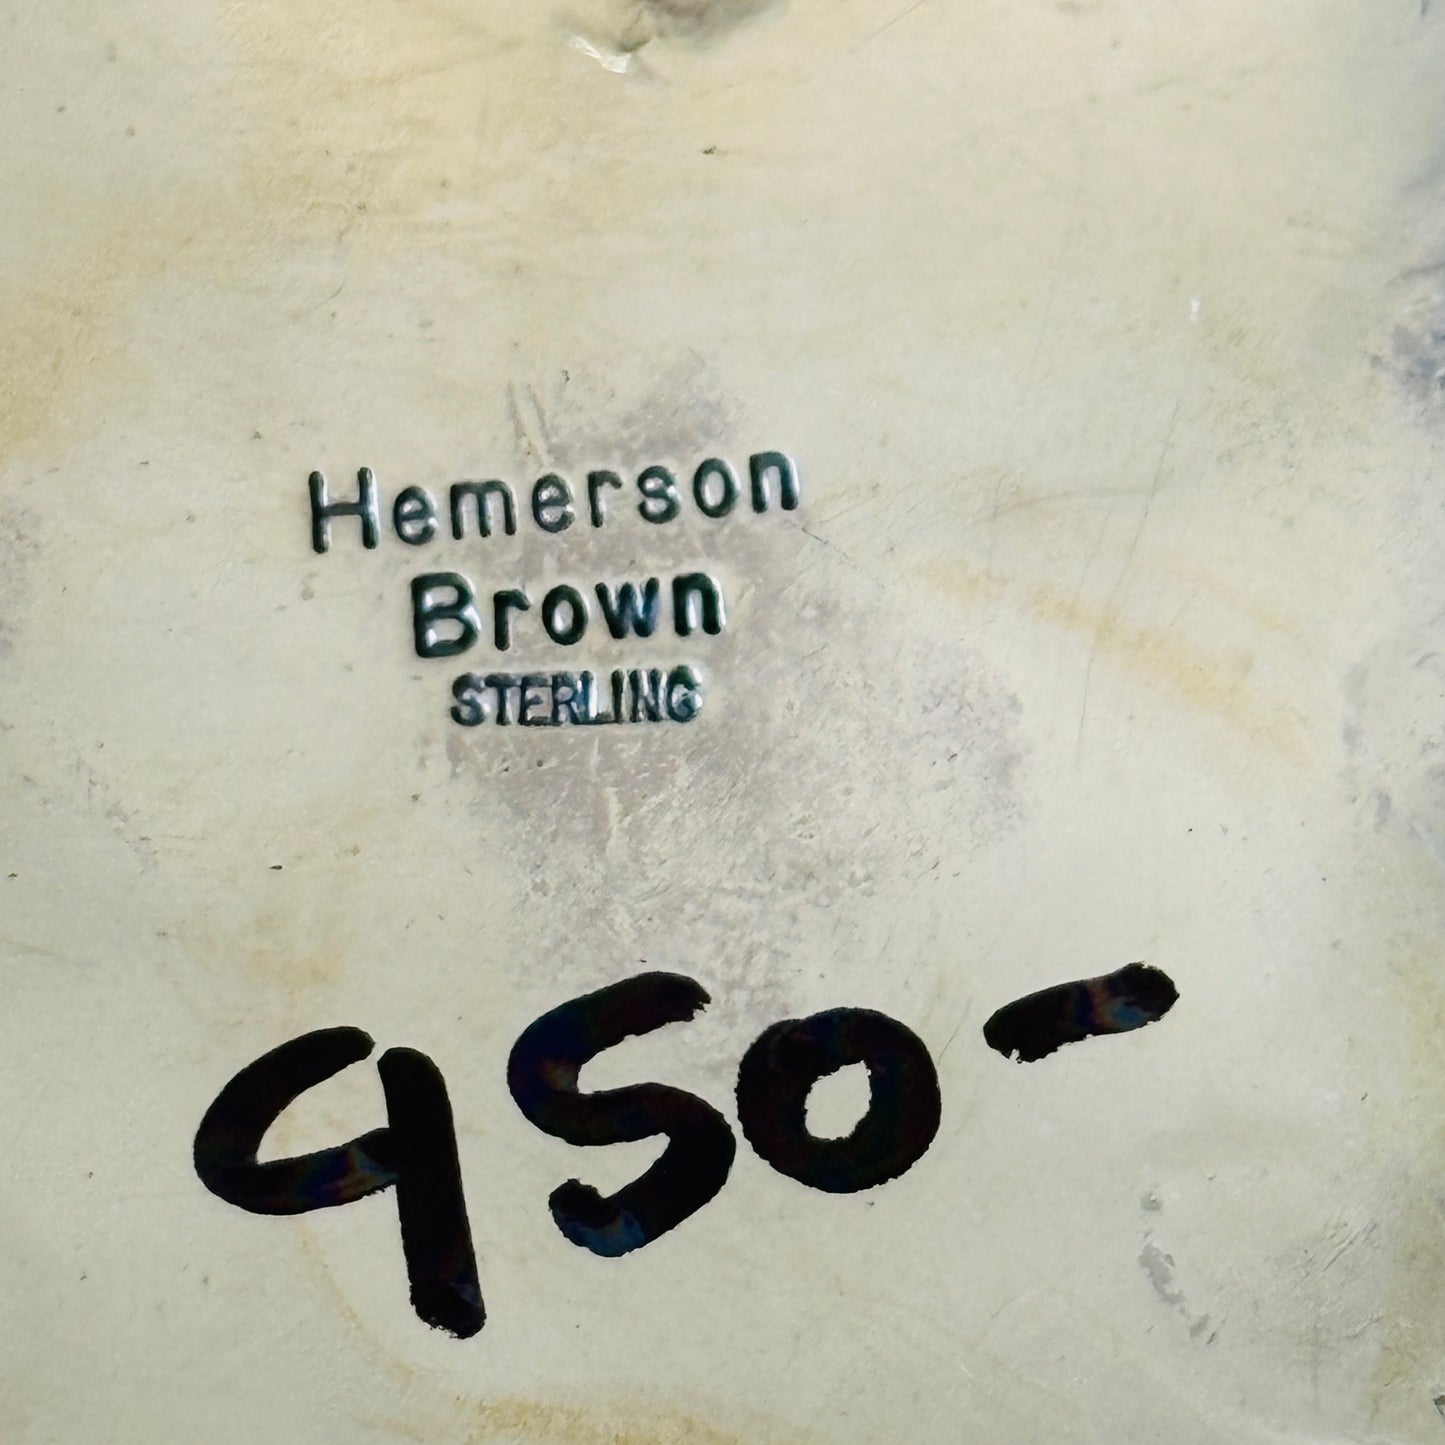 Hemerson
Brown
STERLING
950-